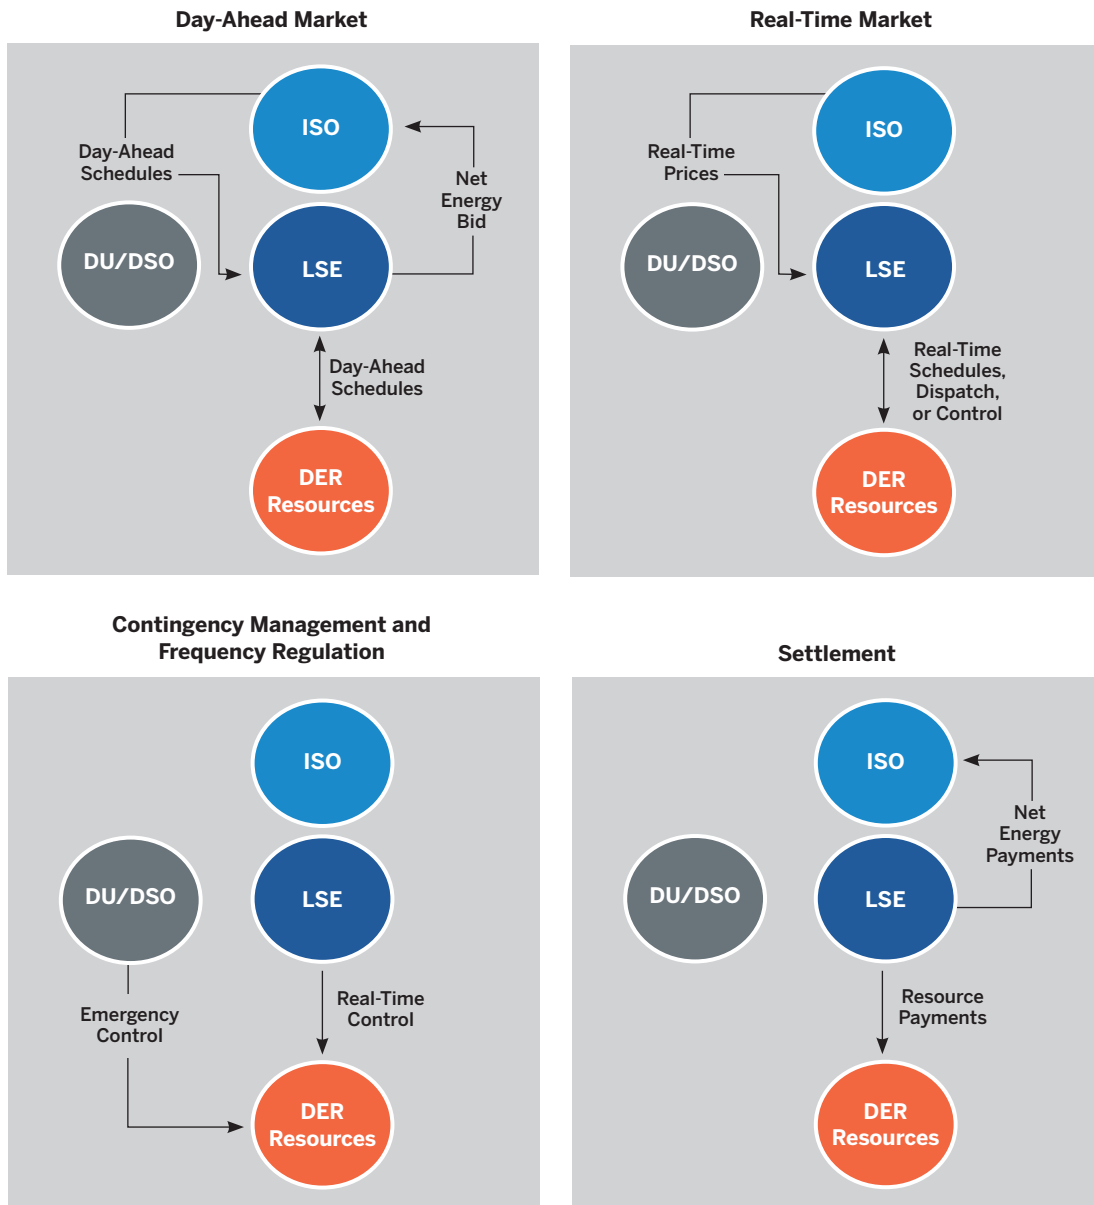 Day-Ahead Market
ISO
Day-Ahead
Schedules
Net
Energy
Bid
DU/DSO
LSE
Day-Ahead
Schedules
DER
Resources
Real-Time Market
ISO
Real-Time
Prices
DU/DSO
LSE
Real-Time
Schedules,
Dispatch,
or Control
DER
Resources
Contingency Management and
Frequency Regulation
ISO
DU/DSO
LSE
Emergency
Control
Real-Time
Control
DER
Resources
Settlement
ISO
Net
Energy
Payments
DU/DSO
LSE
Resource
Payments
DER
Resources